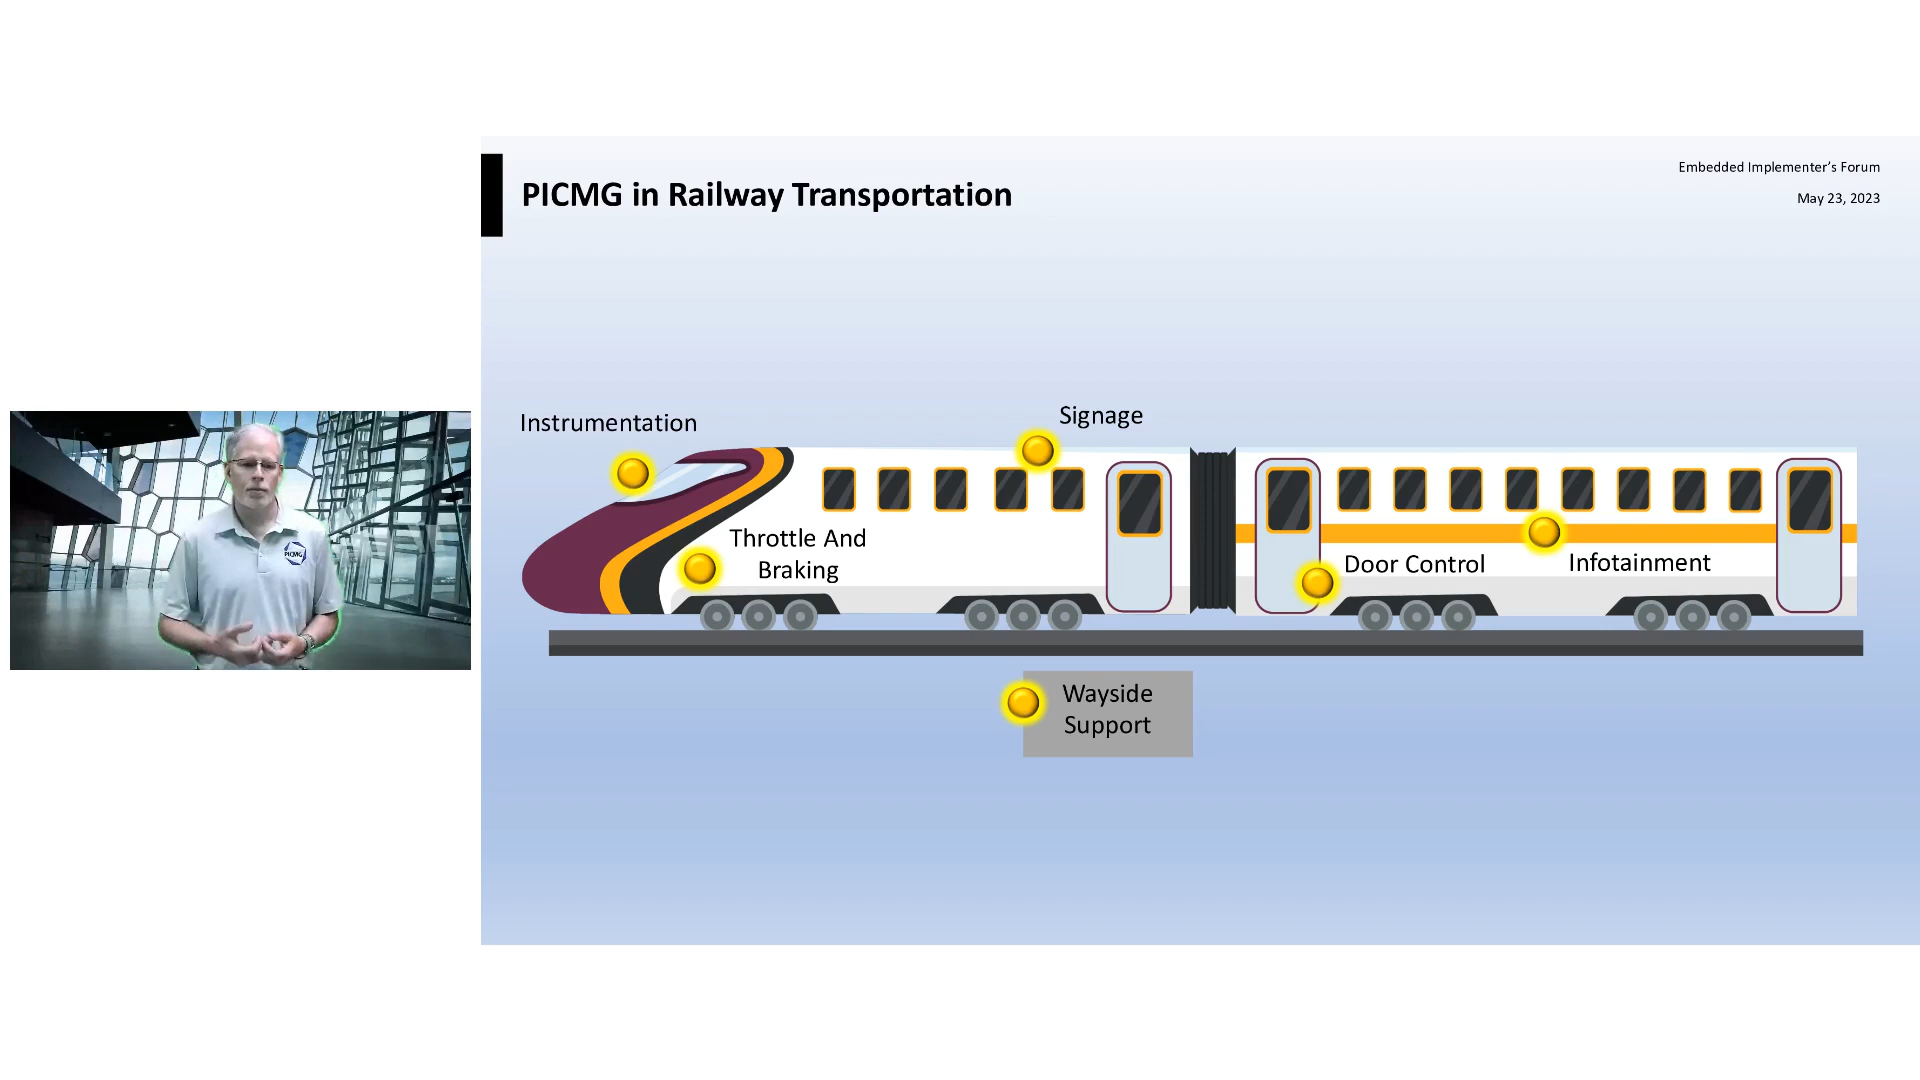 PICMG in Railway Transportation
Embedded Implementer’s Forum
May 23, 2023
Instrumentation
Signage
Throttle And
Braking
Door Control
Infotainment
Wayside
Support
PICMG